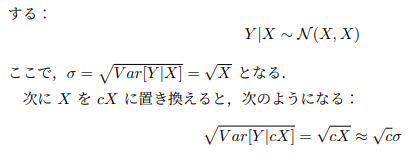 する：
Y|X ∼ 𝒩(X, X)
ここで，σ = √Var[Y|X] = √X となる．
次に X を cX に置き換えると，次のようになる：
√Var[Y|cX] = √cX ≈ √cσ